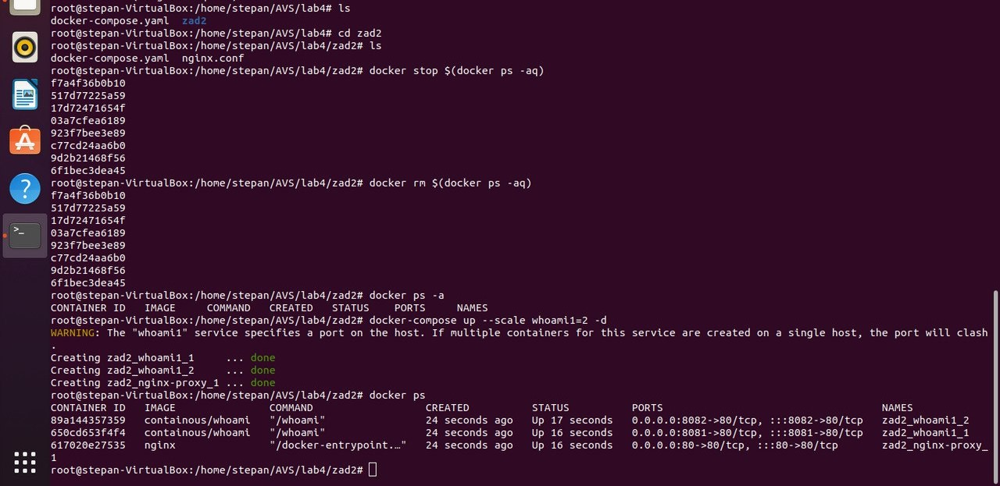 root@stepan-VirtualBox:/home/stepan/AVS/lab4# ls
docker-compose.yaml  zad2
root@stepan-VirtualBox:/home/stepan/AVS/lab4# cd zad2
root@stepan-VirtualBox:/home/stepan/AVS/lab4/zad2# ls
docker-compose.yaml  nginx.conf
root@stepan-VirtualBox:/home/stepan/AVS/lab4/zad2# docker stop $(docker ps -aq)
f7a4f36b0b10
517d77225a59
17d72471654f
03a7cfea6189
923f7bee3e89
c77cd24aa6b0
9d2b21468f56
6f1bec3dea45
root@stepan-VirtualBox:/home/stepan/AVS/lab4/zad2# docker rm $(docker ps -aq)
f7a4f36b0b10
517d77225a59
17d72471654f
03a7cfea6189
923f7bee3e89
c77cd24aa6b0
9d2b21468f56
6f1bec3dea45
root@stepan-VirtualBox:/home/stepan/AVS/lab4/zad2# docker ps -a
CONTAINER ID   IMAGE     COMMAND   CREATED   STATUS    PORTS     NAMES
root@stepan-VirtualBox:/home/stepan/AVS/lab4/zad2# docker-compose up --scale whoami1=2 -d
WARNING: The "whoami1" service specifies a port on the host. If multiple containers for this service are created on a single host, the port will clash
.
Creating zad2_whoami1_1     ... done
Creating zad2_whoami1_2     ... done
Creating zad2_nginx-proxy_1 ... done
root@stepan-VirtualBox:/home/stepan/AVS/lab4/zad2# docker ps
CONTAINER ID   IMAGE               COMMAND                  CREATED          STATUS          PORTS                                   NAMES
89a144357359   containous/whoami   "/whoami"                24 seconds ago   Up 17 seconds   0.0.0.0:8082->80/tcp, :::8082->80/tcp   zad2_whoami1_2
650cd653f4f4   containous/whoami   "/whoami"                24 seconds ago   Up 16 seconds   0.0.0.0:8081->80/tcp, :::8081->80/tcp   zad2_whoami1_1
617020e27535   nginx               "/docker-entrypoint.…"   24 seconds ago   Up 16 seconds   0.0.0.0:80->80/tcp, :::80->80/tcp       zad2_nginx-proxy_
1
root@stepan-VirtualBox:/home/stepan/AVS/lab4/zad2#